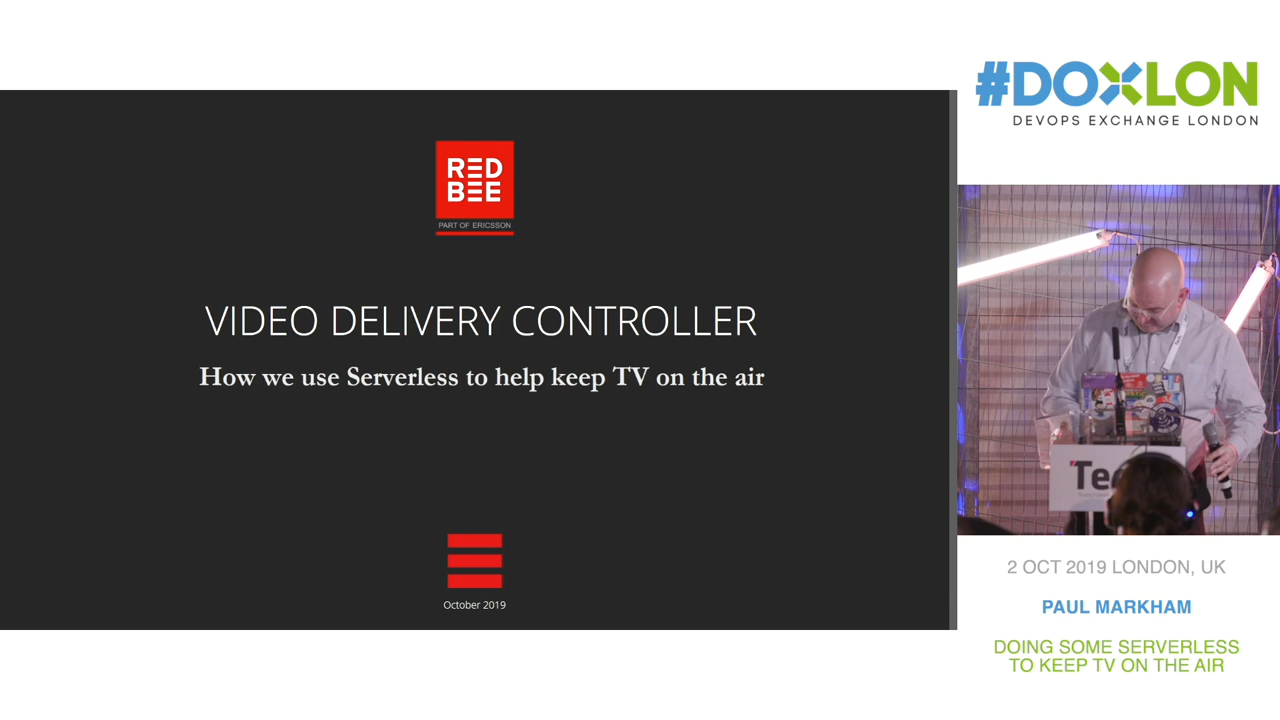 RED
BEE
PART OF ERICSSON
VIDEO DELIVERY CONTROLLER
How we use Serverless to help keep TV on the air
October 2019
#DOXLON
DEVOPS EXCHANGE LONDON
2 OCT 2019 LONDON, UK
PAUL MARKHAM
DOING SOME SERVERLESS
TO KEEP TV ON THE AIR